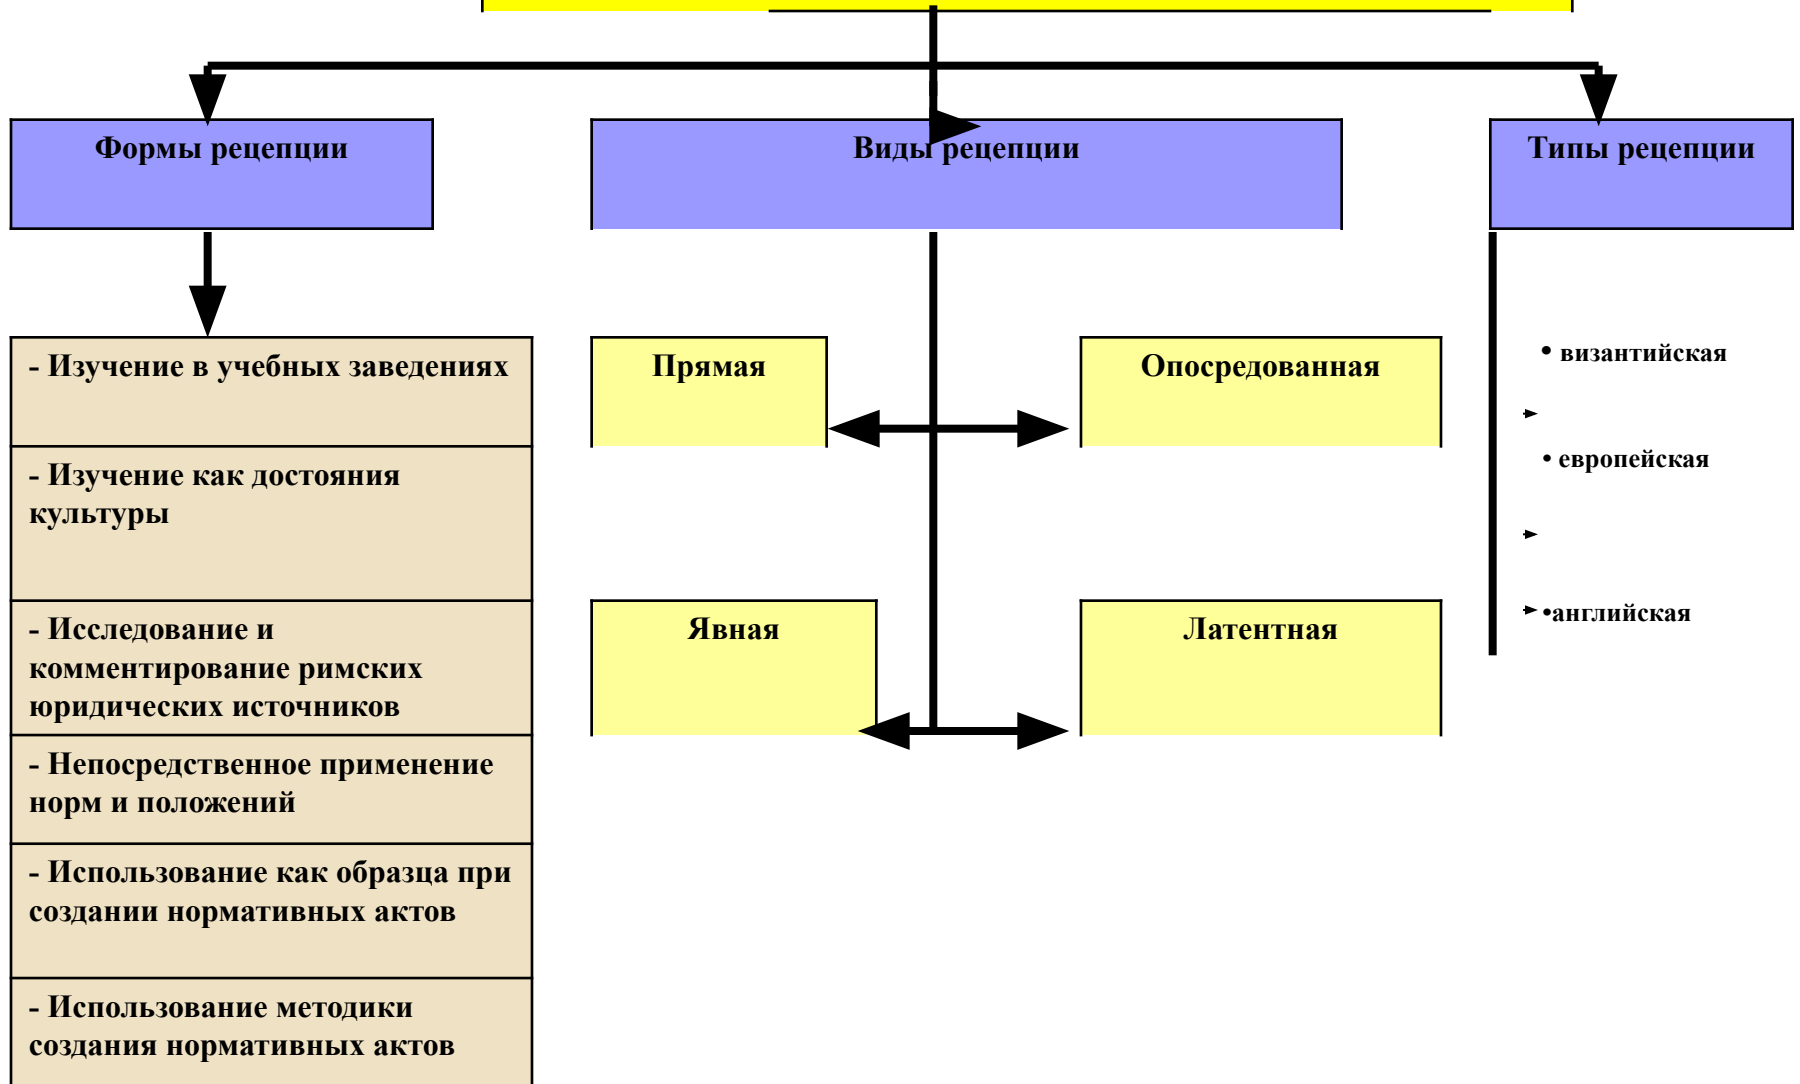 Формы рецепции
Виды рецепции
Типы рецепции
- Изучение в учебных заведениях
- Изучение как достояния
культуры
- Исследование и
комментирование римских
юридических источников
- Непосредственное применение
норм и положений
- Использование как образца при
создании нормативных актов
- Использование методики
создания нормативных актов
Прямая
Опосредованная
Явная
Латентная
• византийская
• европейская
•английская